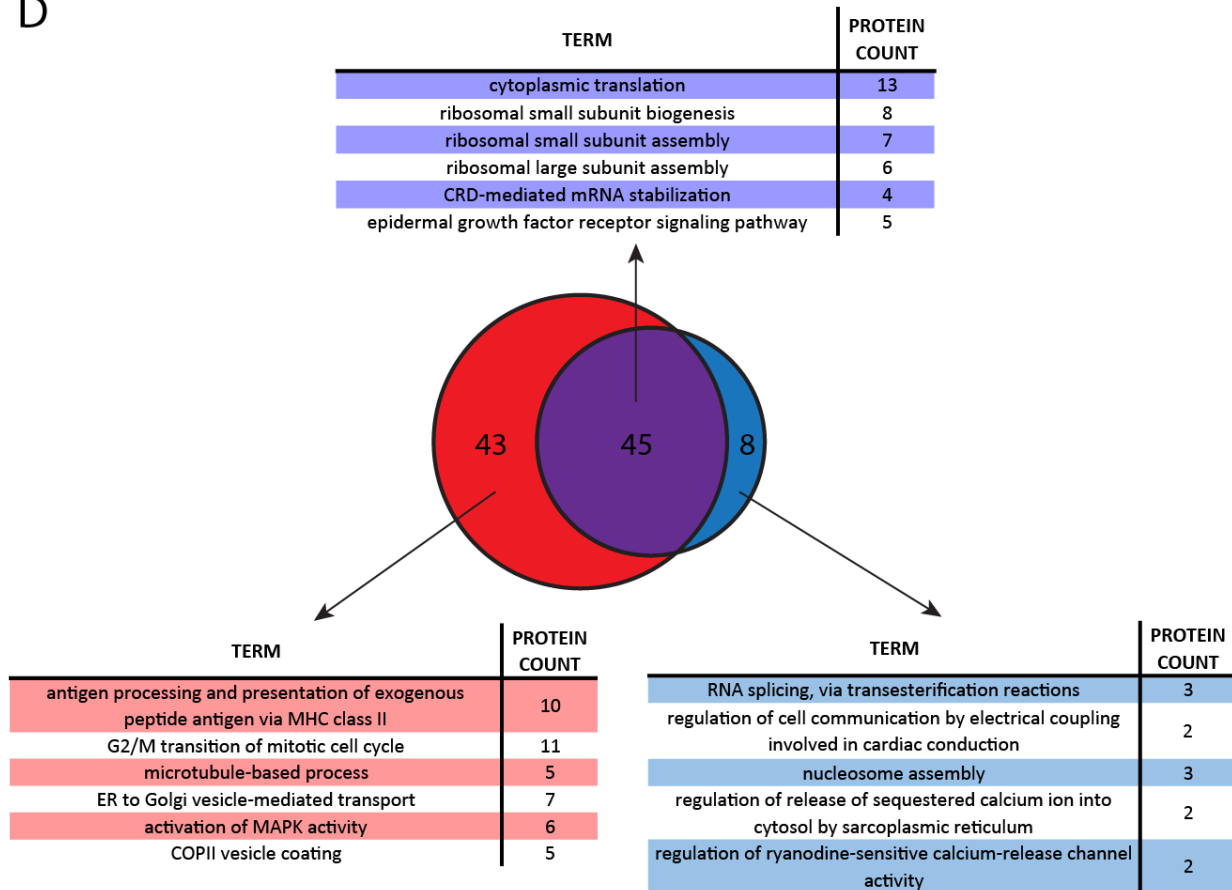 D
TERM PROTEIN COUNT
cytoplasmic translation 13
ribosomal small subunit biogenesis 8
ribosomal small subunit assembly 7
ribosomal large subunit assembly 6
CRD-mediated mRNA stabilization 4
epidermal growth factor receptor signaling pathway 5
43 45 8
TERM PROTEIN COUNT
antigen processing and presentation of exogenous
peptide antigen via MHC class II 10
G2/M transition of mitotic cell cycle 11
microtubule-based process 5
ER to Golgi vesicle-mediated transport 7
activation of MAPK activity 6
COPII vesicle coating 5
TERM PROTEIN COUNT
RNA splicing, via transesterification reactions 3
regulation of cell communication by electrical coupling
involved in cardiac conduction 2
nucleosome assembly 3
regulation of release of sequestered calcium ion into
cytosol by sarcoplasmic reticulum 2
regulation of ryanodine-sensitive calcium-release channel
activity 2